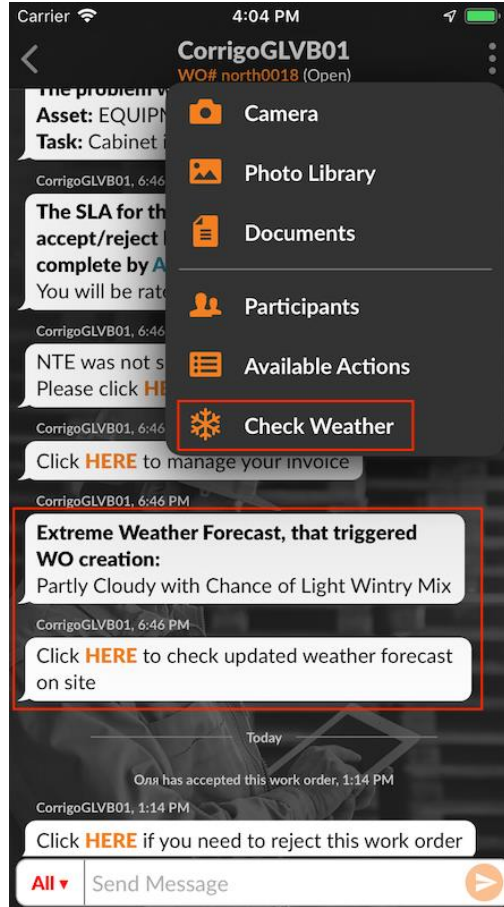 Carrier 4:04 PM
CorrigoGLVB01
WO# north0018 (Open)
Camera
Photo Library
Documents
Participants
Available Actions
Check Weather
The problem
Asset:
Task: Cabinet
CorrigoGLVB01, 6:46
The SLA for
accept/reject
complete by
You will be
CorrigoGLVB01, 6:46
NTE was not
Please click
CorrigoGLVB01, 6:46
Click HERE to manage your invoice
CorrigoGLVB01, 6:46 PM
Extreme Weather Forecast, that triggered
WO creation:
Partly Cloudy with Chance of Light Wintry Mix
CorrigoGLVB01, 6:46 PM
Click HERE to check updated weather forecast
on site
Today
Оля has accepted this work order, 1:14 PM
CorrigoGLVB01, 1:14 PM
Click HERE if you need to reject this work order
All Send Message